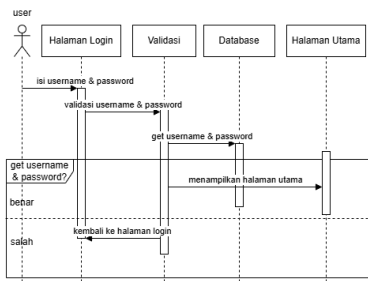 user
Halaman Login
Validasi
Database
Halaman Utama
isi username & password
validasi username & password
get username & password
get username
& password?
menampilkan halaman utama
benar
kembali ke halaman login
salah